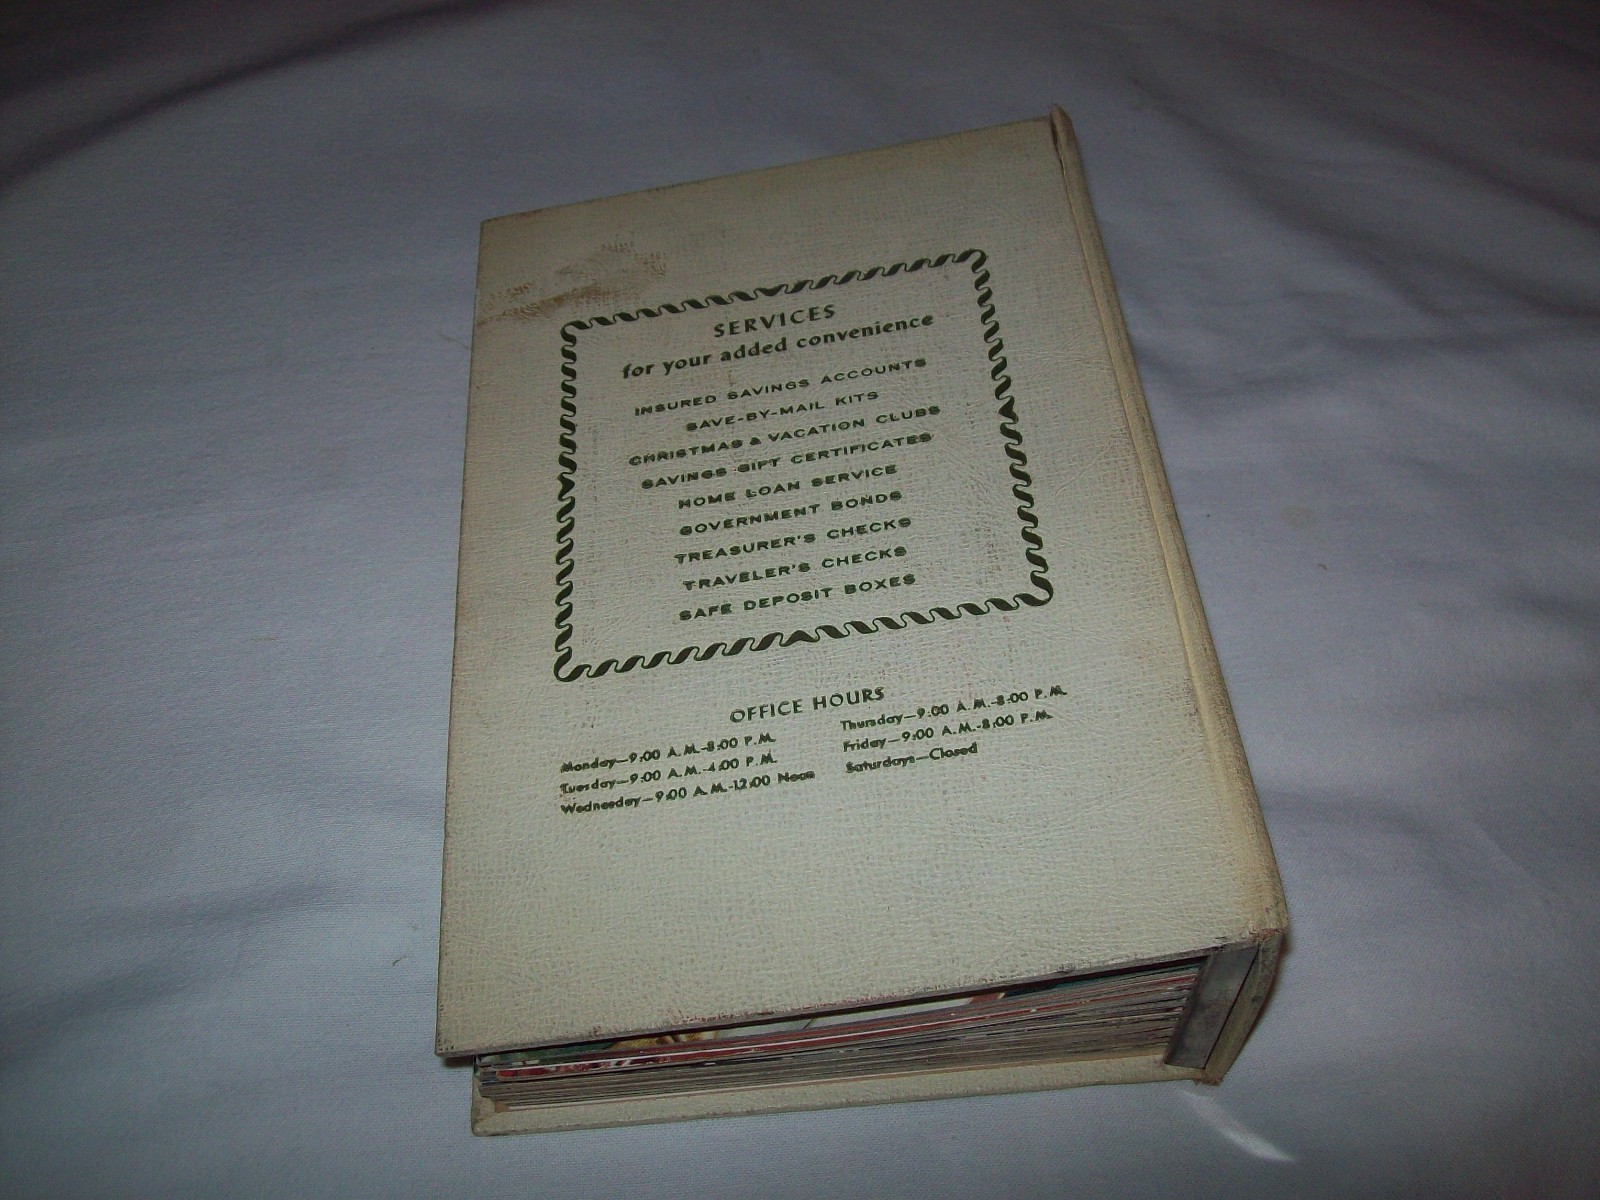 SERVICES
for your added convenience
INSURED SAVINGS ACCOUNTS
SAVE-BY-MAIL KITS
CHRISTMAS & VACATION CLUBS
SAVINGS GIFT CERTIFICATES
HOME LOAN SERVICE
GOVERNMENT BONDS
TREASURER'S CHECKS
TRAVELER'S CHECKS
SAFE DEPOSIT BOXES
OFFICE HOURS
Monday—9:00 A.M.-8:00 P.M.
Tuesday—9:00 A.M.-4:00 P.M.
Wednesday—9:00 A.M.-12:00 Noon
Thursday—9:00 A.M.-8:00 P.M.
Friday—9:00 A.M.-8:00 P.M.
Saturdays—Closed